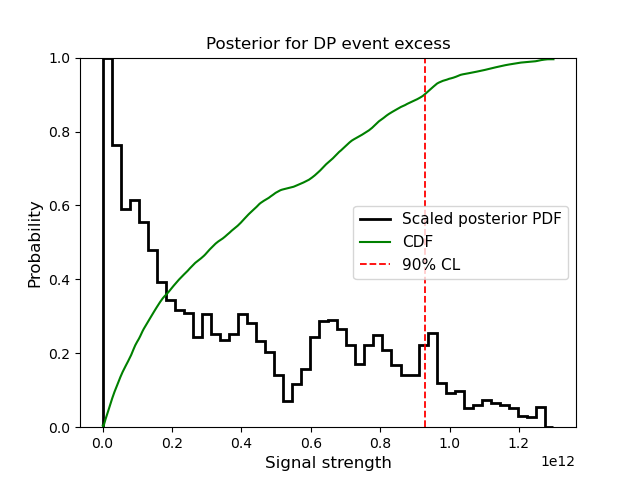 Posterior for DP event excess
1.0
0.8
0.6
0.4
0.2
0.0
Probability
Scaled posterior PDF
CDF
90% CL
0.0 0.2 0.4 0.6 0.8 1.0 1.2
1e12
Signal strength